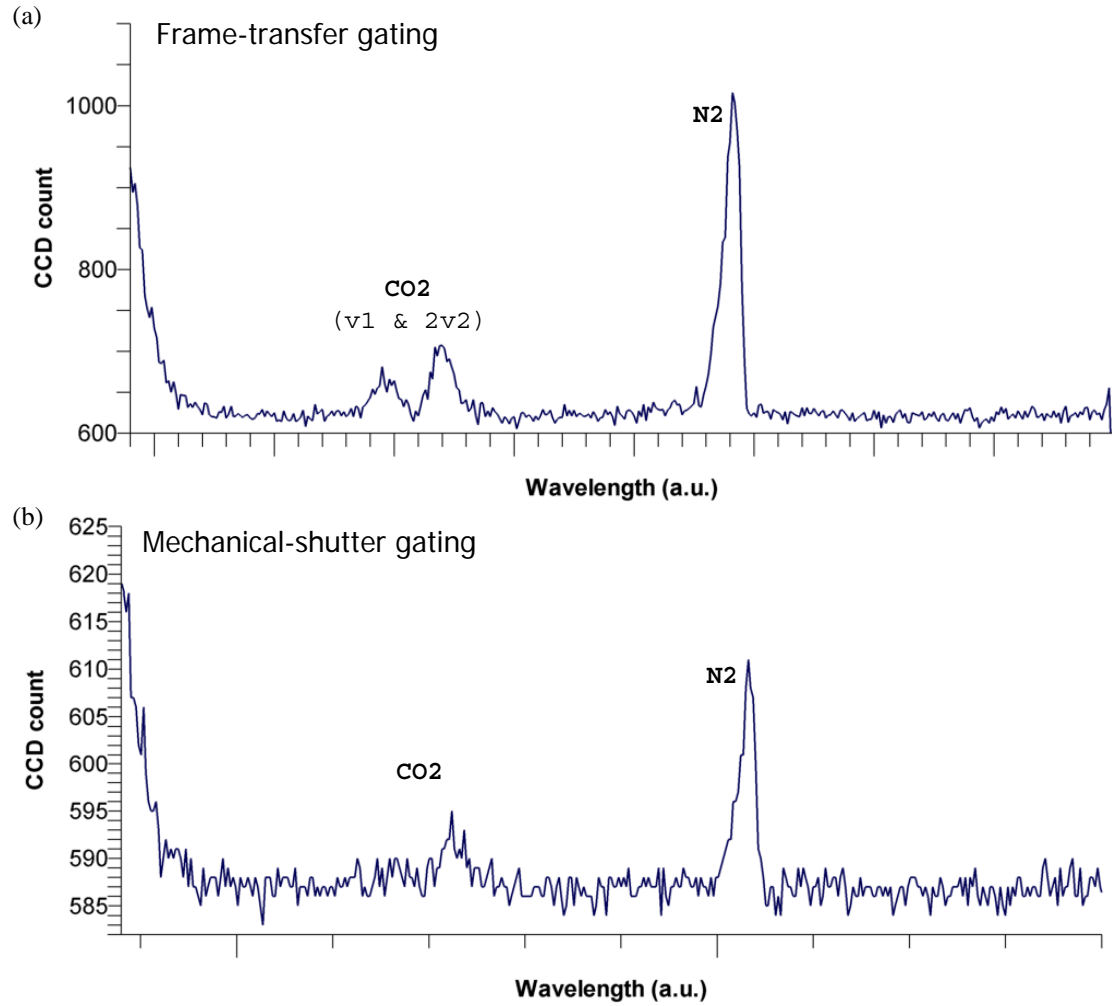 (a)
Frame-transfer gating
1000
800
600
CCD count
N2
CO2
(v1 & 2v2)
Wavelength (a.u.)
(b)
Mechanical-shutter gating
625
620
615
610
605
600
595
590
585
CCD count
N2
CO2
Wavelength (a.u.)